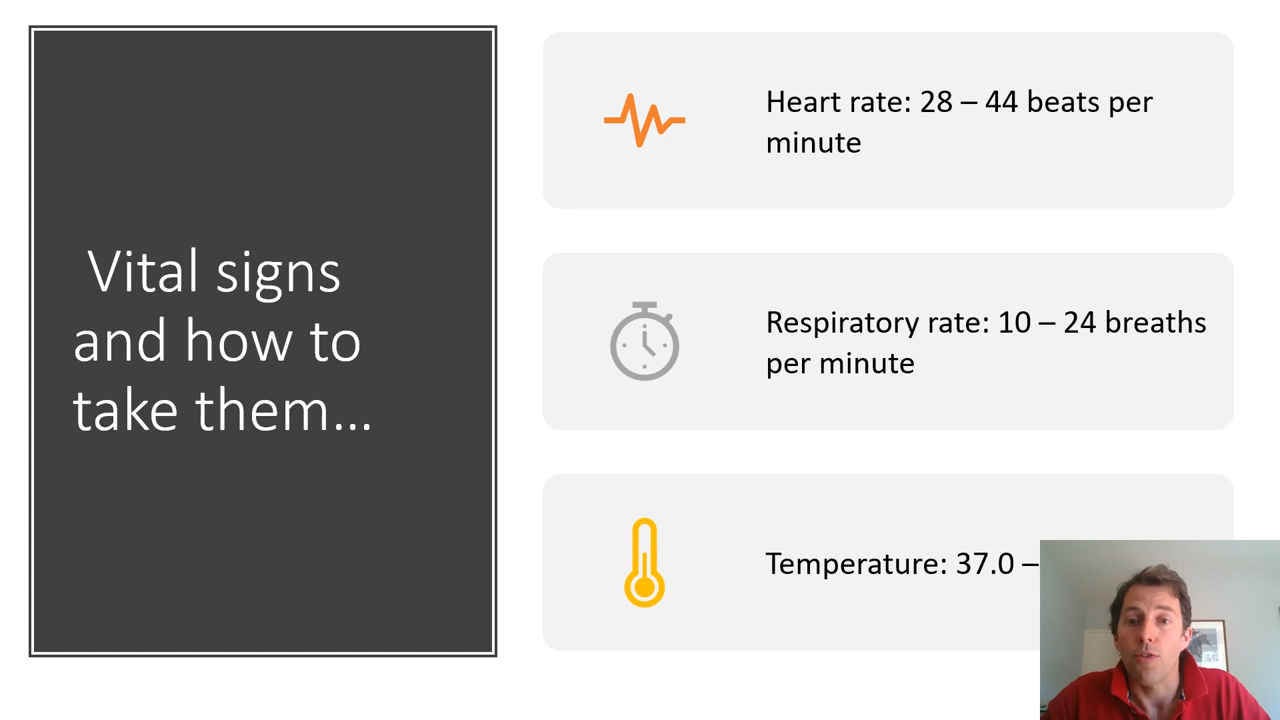 Vital signs
and how to
take them...
Heart rate: 28 – 44 beats per
minute
Respiratory rate: 10 – 24 breaths
per minute
Temperature: 37.0 –